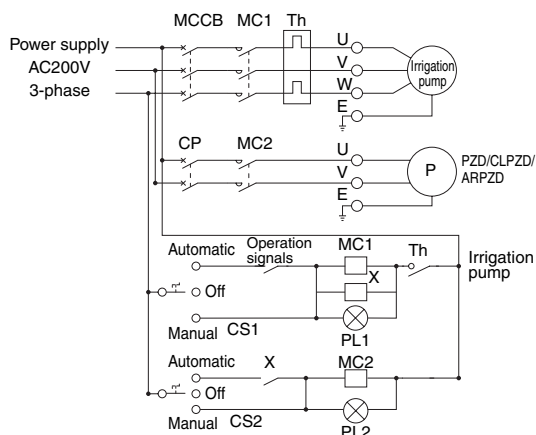 MCCB MC1 Th
Power supply
AC200V
3-phase
U
V
W
E
Irrigation
pump
CP MC2
U
V
E
P
PZD/CLPZD/
ARPZD
Automatic
Operation
signals
MC1
Th
Irrigation
pump
X
Off
Manual CS1
PL1
Automatic
X
MC2
Off
Manual CS2
PL2